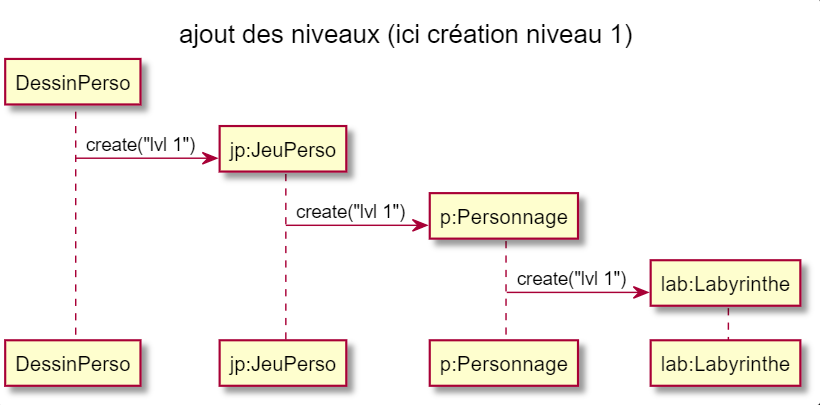 ajout des niveaux (ici création niveau 1)
DessinPerso
create("lvl 1")
jp:JeuPerso
create("lvl 1")
p:Personnage
create("lvl 1")
lab:Labyrinthe
DessinPerso
jp:JeuPerso
p:Personnage
lab:Labyrinthe